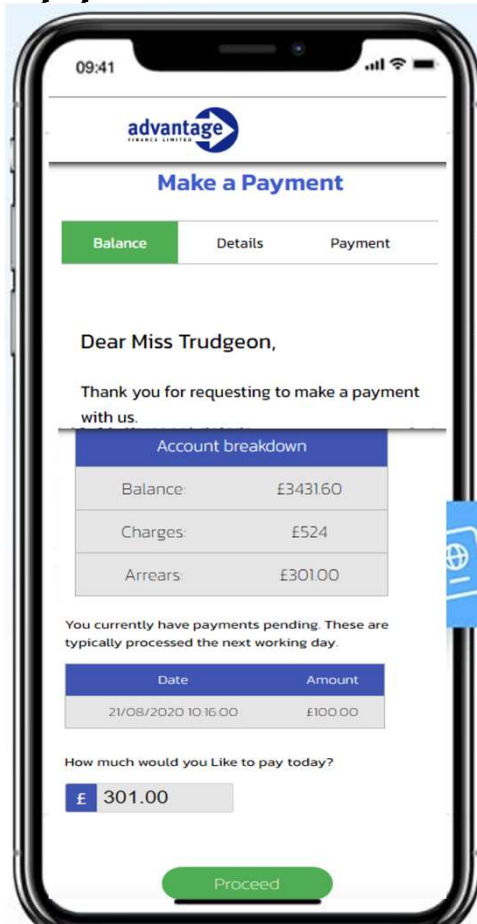 09:41
advantage
FINANCE LIMITED
Make a Payment
Balance Details Payment
Dear Miss Trudgeon,
Thank you for requesting to make a payment
with us.
Account breakdown
Balance: £3431.60
Charges: £524
Arrears: £301.00
You currently have payments pending. These are
typically processed the next working day.
Date Amount
21/08/2020 10:16:00 £100.00
How much would you Like to pay today?
£ 301.00
Proceed